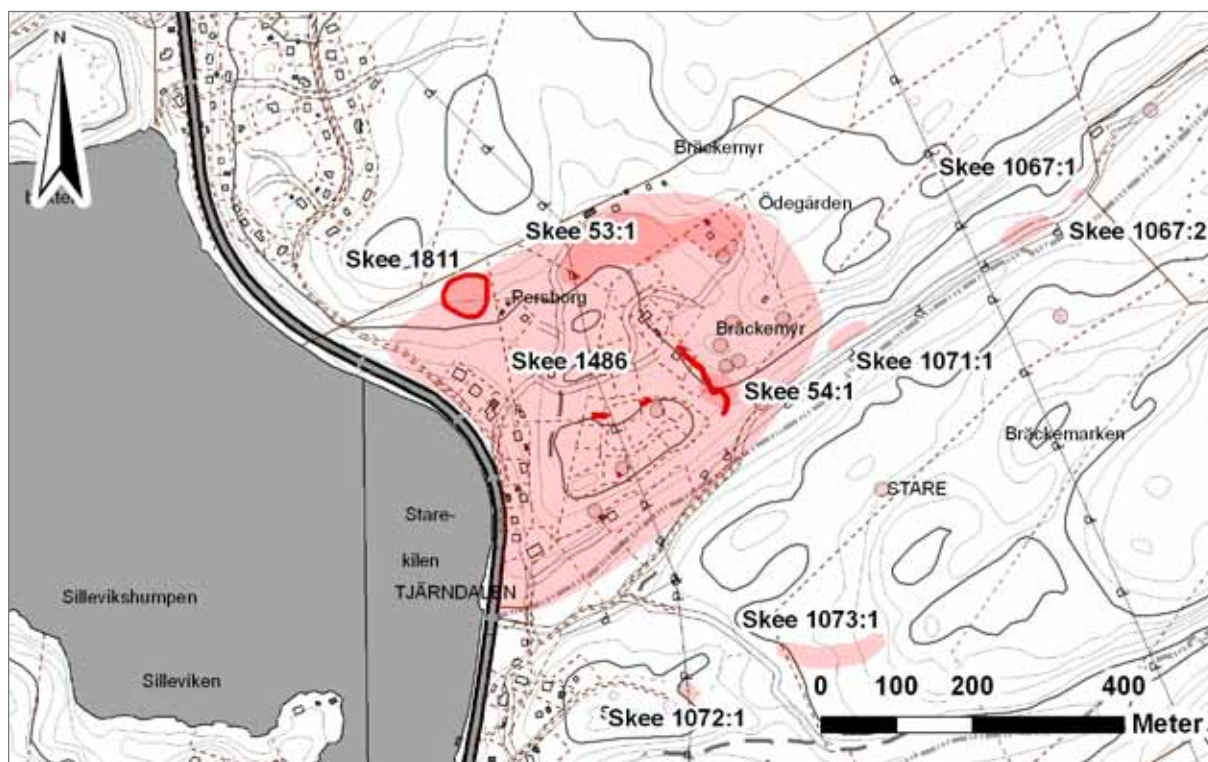 N
Bräckemyr
Skee 1067:1
Ödegården
Skee 53:1
Skee 1067:2
Skee 1811
Persborg
Bräckemyr
Skee 1486
Skee 1071:1
Skee 54:1
Bräckemarken
STARE
Stare-
kilen
TJÄRNDALEN
Sillevikshumpen
Skee 1073:1
Silleviken
0 100 200 400
Skee 1072:1
Meter